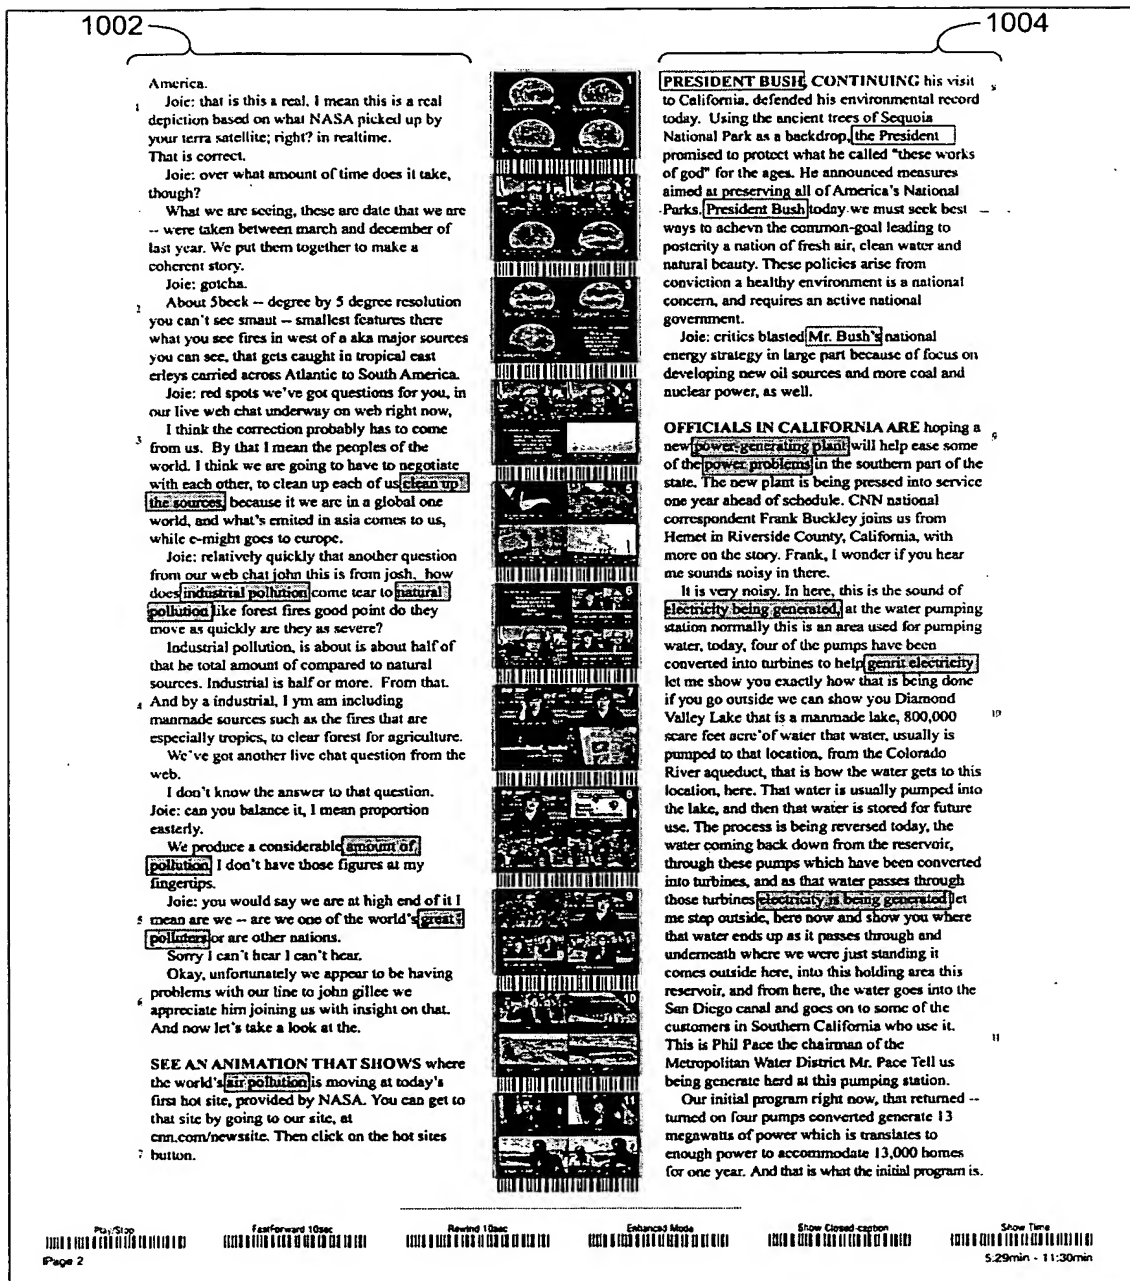 1002
1004
America.
1
Joie: that is this a real, I mean this is a real
depiction based on what NASA picked up by
your terra satellite; right? in realtime.
That is correct.
Joie: over what amount of time does it take,
though?
What we are seeing, these are date that we are
-- were taken between march and december of
last year. We put them together to make a
coherent story.
Joie: gotcha.
2
About 5beck -- degree by 5 degree resolution
you can't see smaut -- smallest features there
what you see fires in west of a aka major sources
you can see, that gets caught in tropical east
erleys carried across Atlantic to South America.
Joie: red spots we've got questions for you, in
our live web chat underway on web right now,
I think the correction probably has to come
3
from us. By that I mean the peoples of the
world. I think we are going to have to negotiate
with each other, to clean up each of us clean up
the sources, because it we are in a global one
world, and what's emited in asia comes to us,
while e-might goes to europe.
Joie: relatively quickly that another question
from our web chat john this is from josh, how
does industrial pollution come tear to natural
pollution like forest fires good point do they
move as quickly are they as severe?
Industrial pollution, is about is about half of
that he total amount of compared to natural
sources. Industrial is half or more. From that.
4
And by a industrial, I ym am including
manmade sources such as the fires that are
especially tropics, to clear forest for agriculture.
We've got another live chat question from the
web.
I don't know the answer to that question.
Joie: can you balance it, I mean proportion
easterly.
We produce a considerable amount of
pollution I don't have those figures at my
fingertips.
Joie: you would say we are at high end of it I
5
mean are we -- are we one of the world's great
polluters or are other nations.
Sorry I can't hear I can't hear.
Okay, unfortunately we appear to be having
6
problems with our line to john gillee we
appreciate him joining us with insight on that.
And now let's take a look at the.
SEE AN ANIMATION THAT SHOWS where
the world's air pollution is moving at today's
first hot site, provided by NASA. You can get to
that site by going to our site, at
cnn.com/newssite. Then click on the hot sites
7
button.
1
2
3
4
5
6
7
8
9
10
11
PRESIDENT BUSH, CONTINUING his visit
to California, defended his environmental record
today. Using the ancient trees of Sequoia
National Park as a backdrop, the President
promised to protect what he called "these works
of god" for the ages. He announced measures
aimed at preserving all of America's National
Parks. President Bush today we must seek best
ways to achevn the common-goal leading to
posterity a nation of fresh air, clean water and
natural beauty. These policies arise from
conviction a healthy environment is a national
concern, and requires an active national
government.
Joie: critics blasted Mr. Bush's national
energy strategy in large part because of focus on
developing new oil sources and more coal and
nuclear power, as well.
OFFICIALS IN CALIFORNIA ARE hoping a
9
new power-generating plant will help ease some
of the power problems in the southern part of the
state. The new plant is being pressed into service
one year ahead of schedule. CNN national
correspondent Frank Buckley joins us from
Hemet in Riverside County, California, with
more on the story. Frank, I wonder if you hear
me sounds noisy in there.
It is very noisy. In here, this is the sound of
electricity being generated, at the water pumping
station normally this is an area used for pumping
water, today, four of the pumps have been
converted into turbines to help genrit electricity
let me show you exactly how that is being done
if you go outside we can show you Diamond
Valley Lake that is a manmade lake, 800,000
10
scare feet acre of water that water, usually is
pumped to that location, from the Colorado
River aqueduct, that is how the water gets to this
location, here. That water is usually pumped into
the lake, and then that water is stored for future
use. The process is being reversed today, the
water coming back down from the reservoir,
through these pumps which have been converted
into turbines, and as that water passes through
those turbines electricity is being generated let
me step outside, here now and show you where
that water ends up as it passes through and
underneath where we were just standing it
comes outside here, into this holding area this
reservoir, and from here, the water goes into the
San Diego canal and goes on to some of the
customers in Southern California who use it.
This is Phil Pace the chairman of the
11
Metropolitan Water District Mr. Pace Tell us
being generate herd at this pumping station.
Our initial program right now, that returned --
turned on four pumps converted generate 13
megawatts of power which is translates to
enough power to accommodate 13,000 homes
for one year. And that is what the initial program is.
Play/Stop
FastForward 10sec
Rewind 10sec
Enhanced Mode
Show Closed-caption
Show Time
Page 2
5:29min - 11:30min